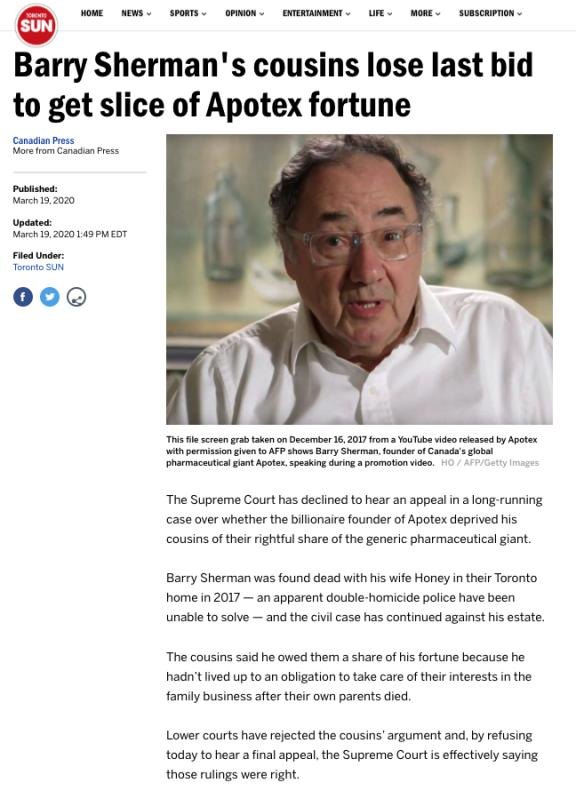 TORONTO
SUN
HOME NEWS SPORTS OPINION ENTERTAINMENT LIFE MORE SUBSCRIPTION
Barry Sherman's cousins lose last bid
to get slice of Apotex fortune
Canadian Press
More from Canadian Press
Published:
March 19, 2020
Updated:
March 19, 2020 1:49 PM EDT
Filed Under:
Toronto SUN
This file screen grab taken on December 16, 2017 from a YouTube video released by Apotex
with permission given to AFP shows Barry Sherman, founder of Canada's global
pharmaceutical giant Apotex, speaking during a promotion video. HO / AFP/Getty Images
The Supreme Court has declined to hear an appeal in a long-running
case over whether the billionaire founder of Apotex deprived his
cousins of their rightful share of the generic pharmaceutical giant.
Barry Sherman was found dead with his wife Honey in their Toronto
home in 2017 — an apparent double-homicide police have been
unable to solve — and the civil case has continued against his estate.
The cousins said he owed them a share of his fortune because he
hadn't lived up to an obligation to take care of their interests in the
family business after their own parents died.
Lower courts have rejected the cousins' argument and, by refusing
today to hear a final appeal, the Supreme Court is effectively saying
those rulings were right.